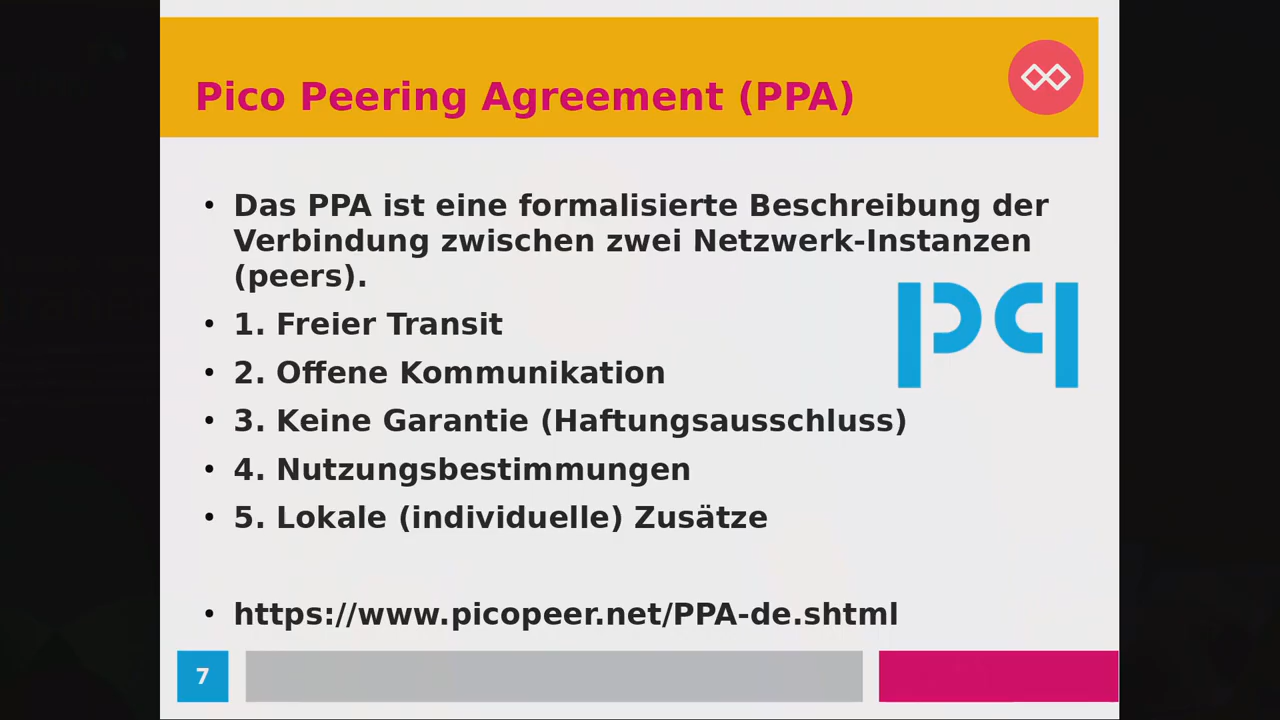 Pico Peering Agreement (PPA)
• Das PPA ist eine formalisierte Beschreibung der
Verbindung zwischen zwei Netzwerk-Instanzen
(peers).
• 1. Freier Transit
• 2. Offene Kommunikation
• 3. Keine Garantie (Haftungsausschluss)
• 4. Nutzungsbestimmungen
• 5. Lokale (individuelle) Zusätze
• https://www.picopeer.net/PPA-de.shtml
7